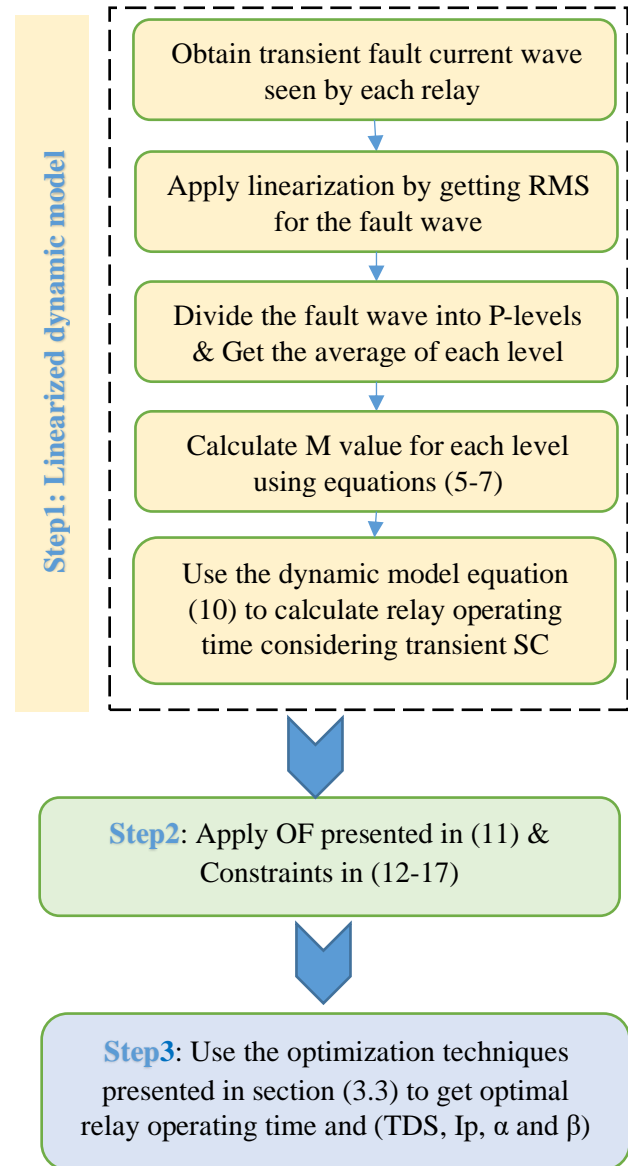 Step1: Linearized dynamic model
Obtain transient fault current wave
seen by each relay
Apply linearization by getting RMS
for the fault wave
Divide the fault wave into P-levels
& Get the average of each level
Calculate M value for each level
using equations (5-7)
Use the dynamic model equation
(10) to calculate relay operating
time considering transient SC
Step2: Apply OF presented in (11) &
Constraints in (12-17)
Step3: Use the optimization techniques
presented in section (3.3) to get optimal
relay operating time and (TDS, Ip, α and β)